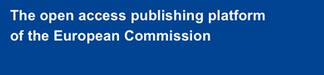 The open access publishing platform
of the European Commission